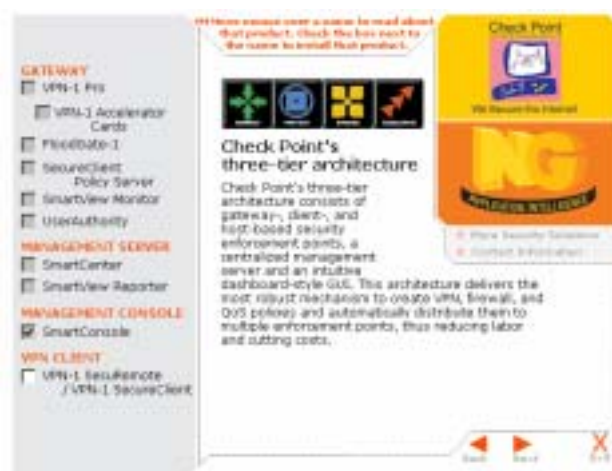 Move mouse over a name to read about
that product. Check the box next to
the name to install that product.
GATEWAY
VPN-1 Pro
VPN-1 Accelerator
Cards
FloodGate-1
SecureClient
Policy Server
SmartView Monitor
UserAuthority
MANAGEMENT SERVER
SmartCenter
SmartView Reporter
MANAGEMENT CONSOLE
SmartConsole
VPN CLIENT
VPN-1 SecuRemote
/ VPN-1 SecureClient
Check Point's
three-tier architecture
Check Point's three-tier
architecture consists of
gateway-, client-, and
host-based security
enforcement points, a
centralized management
server and an intuitive
dashboard-style GUI. This architecture delivers the
most robust mechanism to create VPN, firewall, and
QoS policies and automatically distribute them to
multiple enforcement points, thus reducing labor
and cutting costs.
Check Point
We Secure the Internet
NG
APPLICATION INTELLIGENCE
More Security Solutions
Contact Information
Back
Next
Exit